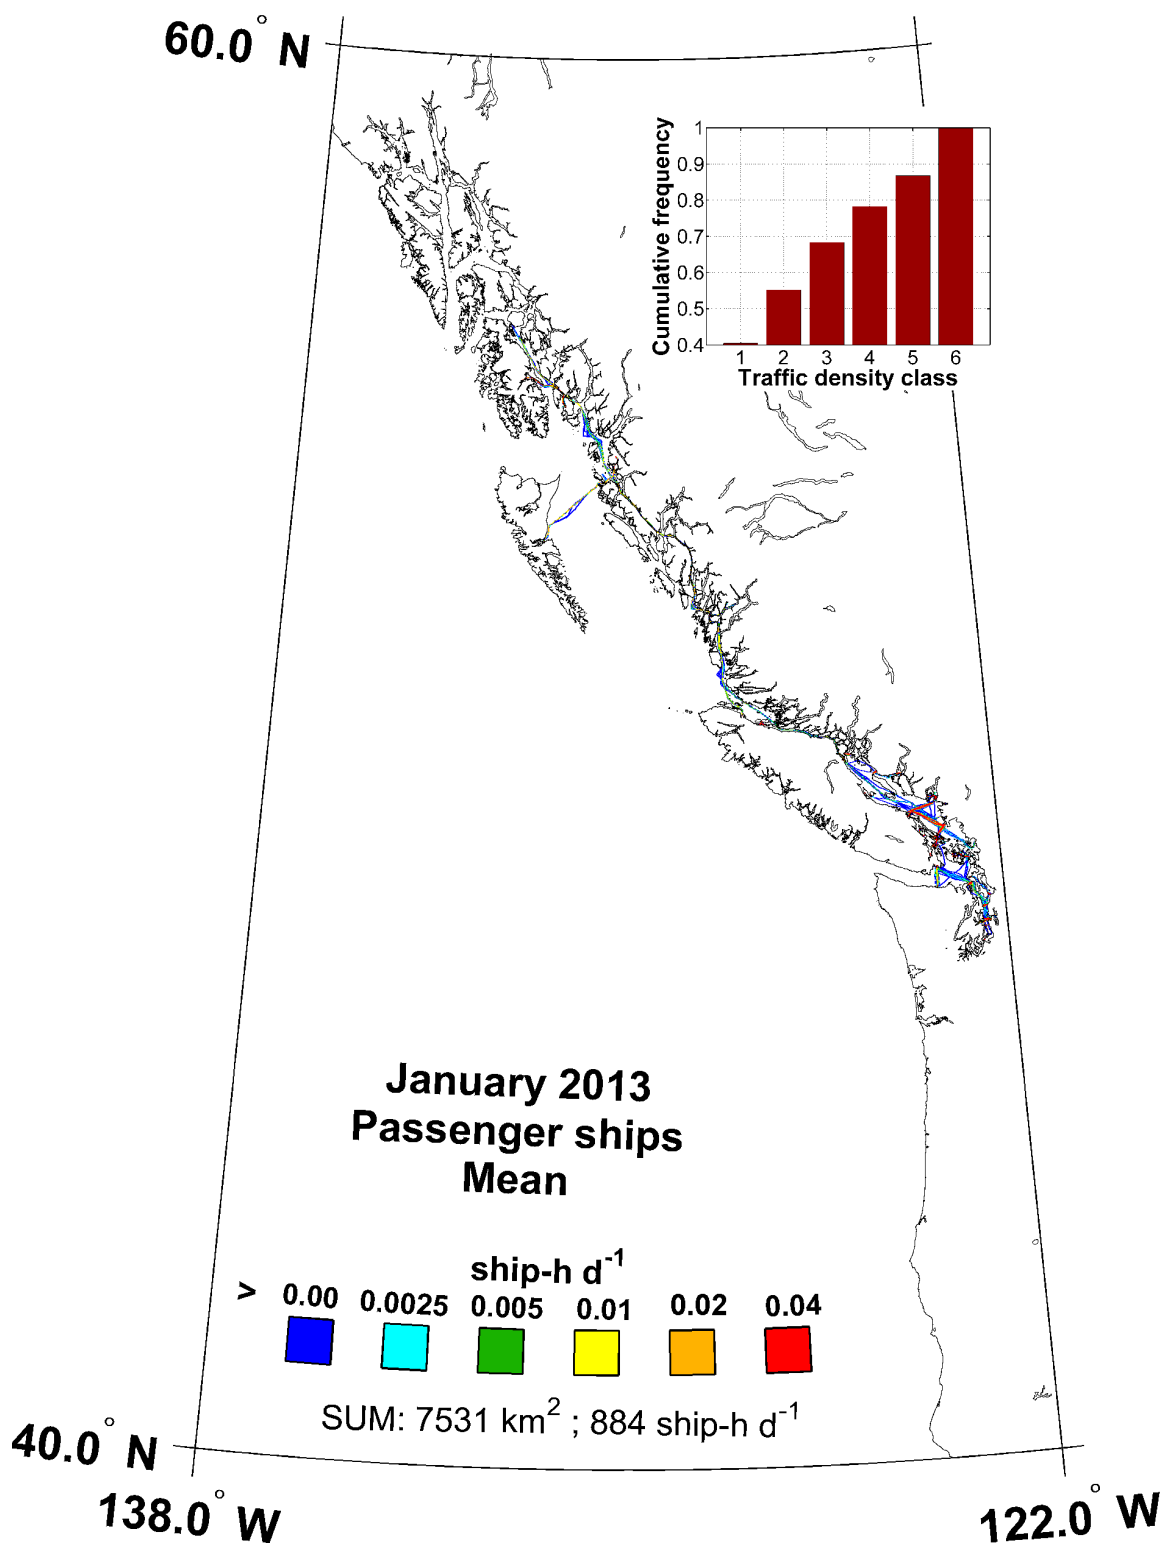 60.0° N
Cumulative frequency
1
0.9
0.8
0.7
0.6
0.5
0.4
1 2 3 4 5 6
Traffic density class
January 2013
Passenger ships
Mean
ship-h d⁻¹
> 0.00 0.0025 0.005 0.01 0.02 0.04
SUM: 7531 km² ; 884 ship-h d⁻¹
40.0° N
138.0° W
122.0° W